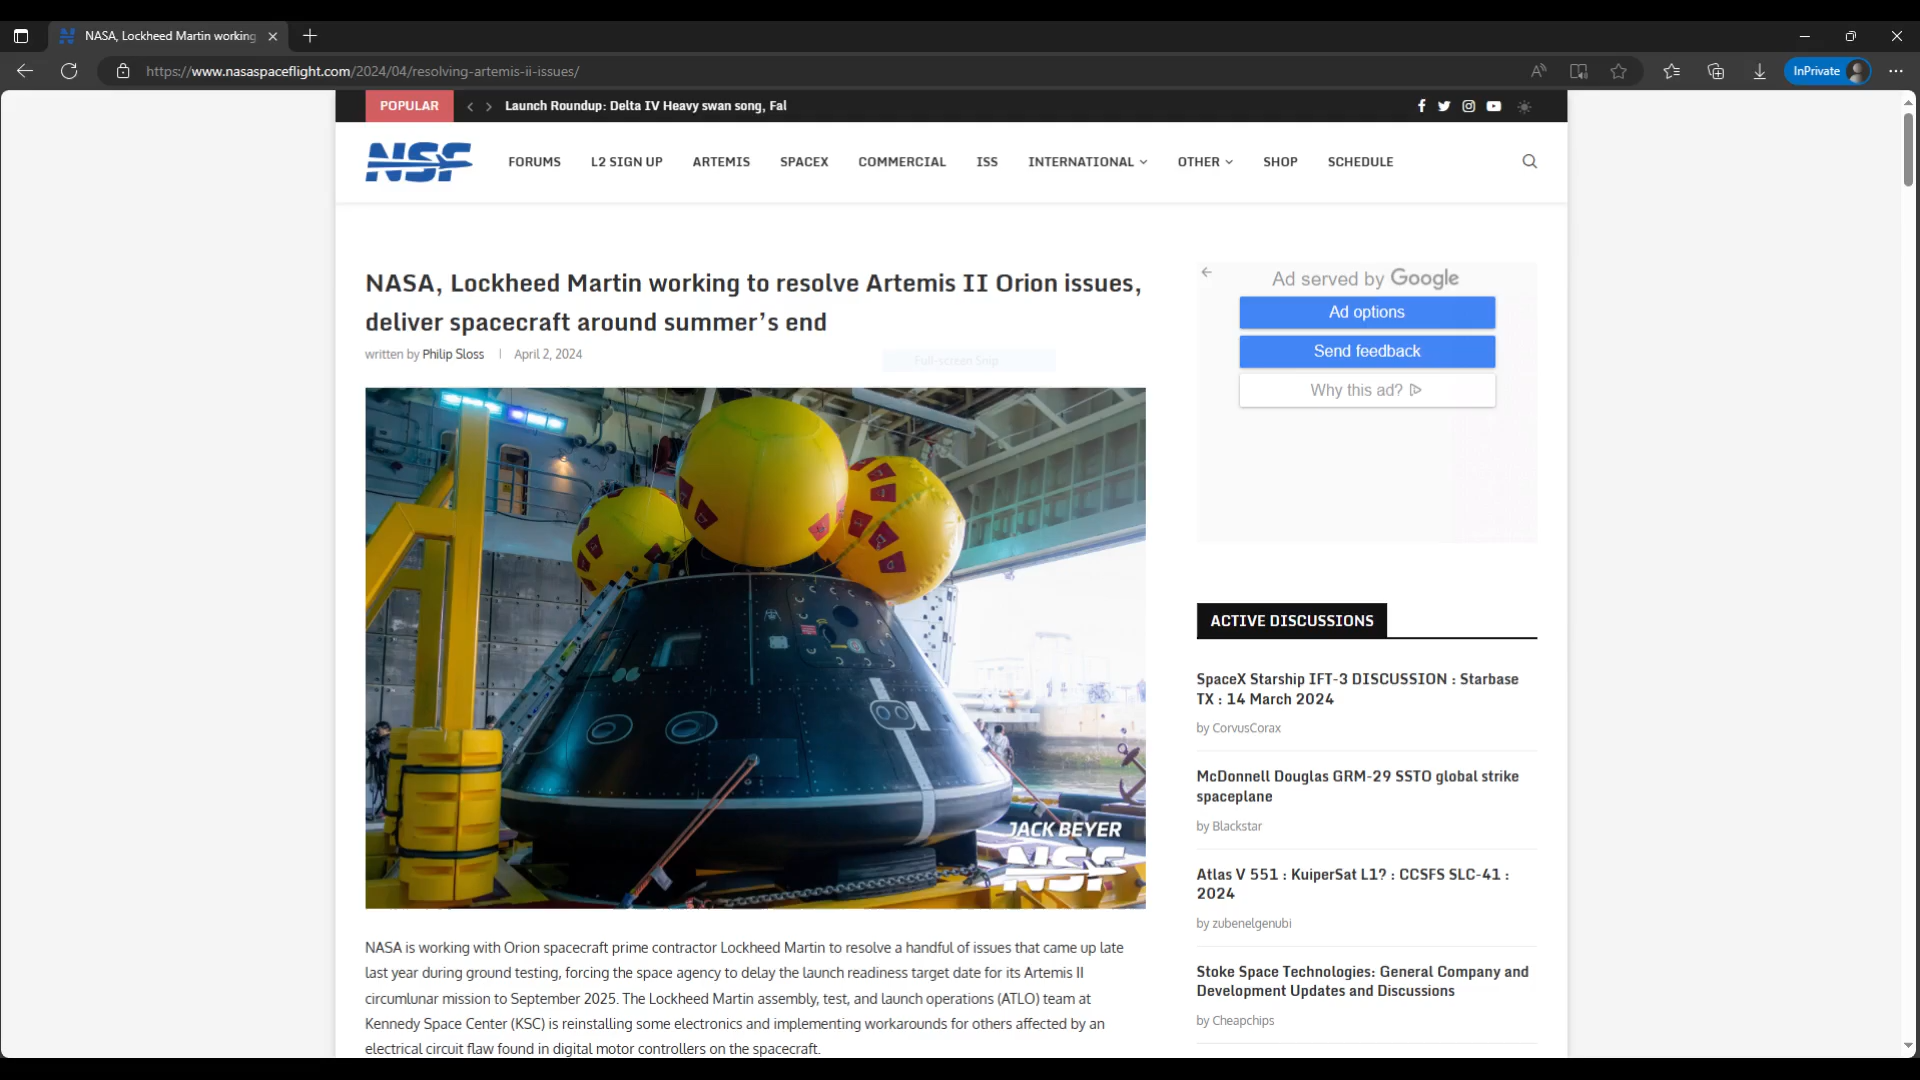 NASA, Lockheed Martin working
https://www.nasaspaceflight.com/2024/04/resolving-artemis-ii-issues/
InPrivate
POPULAR
Launch Roundup: Delta IV Heavy swan song, Fal
NSF
FORUMS
L2 SIGN UP
ARTEMIS
SPACEX
COMMERCIAL
ISS
INTERNATIONAL
OTHER
SHOP
SCHEDULE
NASA, Lockheed Martin working to resolve Artemis II Orion issues,
deliver spacecraft around summer’s end
written by Philip Sloss
April 2, 2024
Full-screen Snip
JACK BEYER
NSF
NASA is working with Orion spacecraft prime contractor Lockheed Martin to resolve a handful of issues that came up late
last year during ground testing, forcing the space agency to delay the launch readiness target date for its Artemis II
circumlunar mission to September 2025. The Lockheed Martin assembly, test, and launch operations (ATLO) team at
Kennedy Space Center (KSC) is reinstalling some electronics and implementing workarounds for others affected by an
electrical circuit flaw found in digital motor controllers on the spacecraft.
Ad served by Google
Ad options
Send feedback
Why this ad?
ACTIVE DISCUSSIONS
SpaceX Starship IFT-3 DISCUSSION : Starbase
TX : 14 March 2024
by CorvusCorax
McDonnell Douglas GRM-29 SSTO global strike
spaceplane
by Blackstar
Atlas V 551 : KuiperSat L1? : CCSFS SLC-41 :
2024
by zubenelgenubi
Stoke Space Technologies: General Company and
Development Updates and Discussions
by Cheapchips